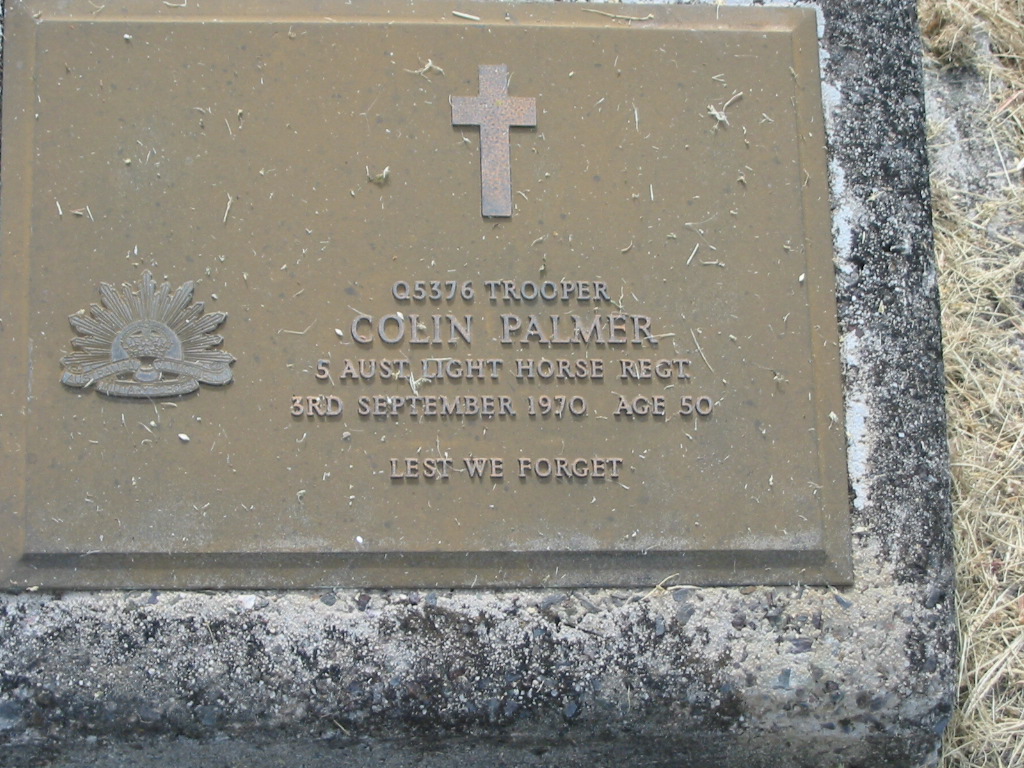 Q5376 TROOPER
COLIN PALMER
5 AUST LIGHT HORSE REGT
3RD SEPTEMBER 1970 AGE 50
LEST WE FORGET